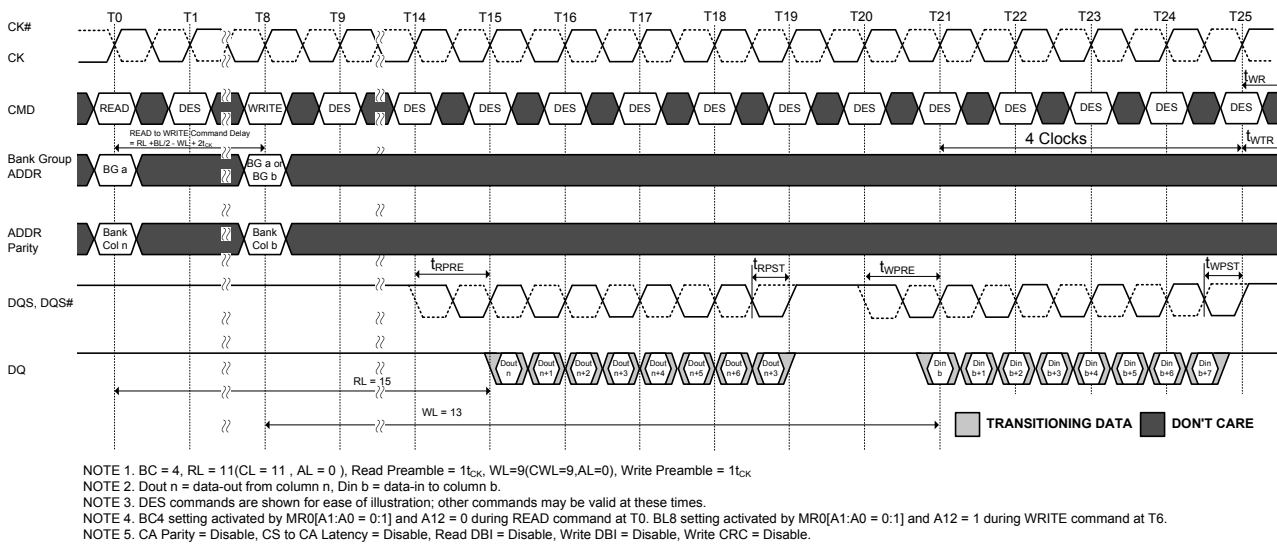 CK#
T0 T1 T8 T9 T14 T15 T16 T17 T18 T19 T20 T21 T22 T23 T24 T25
CK
tWR
CMD
READ DES WRITE DES DES DES DES DES DES DES DES DES DES DES DES DES
READ to WRITE Command Delay
= RL +BL/2 - WL + 2tCK
4 Clocks
tWTR
Bank Group
ADDR
BG a
BG a or
BG b
ADDR
Parity
Bank
Col n
Bank
Col b
tRPRE
tRPST
tWPRE
tWPST
DQS, DQS#
DQ
Dout
n
Dout
n+1
Dout
n+2
Dout
n+3
Dout
n+4
Dout
n+5
Dout
n+6
Dout
n+3
Din
b
Din
b+1
Din
b+2
Din
b+3
Din
b+4
Din
b+5
Din
b+6
Din
b+7
RL = 15
WL = 13
TRANSITIONING DATA
DON'T CARE
NOTE 1. BC = 4, RL = 11(CL = 11 , AL = 0 ), Read Preamble = 1tCK, WL=9(CWL=9,AL=0), Write Preamble = 1tCK
NOTE 2. Dout n = data-out from column n, Din b = data-in to column b.
NOTE 3. DES commands are shown for ease of illustration; other commands may be valid at these times.
NOTE 4. BC4 setting activated by MR0[A1:A0 = 0:1] and A12 = 0 during READ command at T0. BL8 setting activated by MR0[A1:A0 = 0:1] and A12 = 1 during WRITE command at T6.
NOTE 5. CA Parity = Disable, CS to CA Latency = Disable, Read DBI = Disable, Write DBI = Disable, Write CRC = Disable.